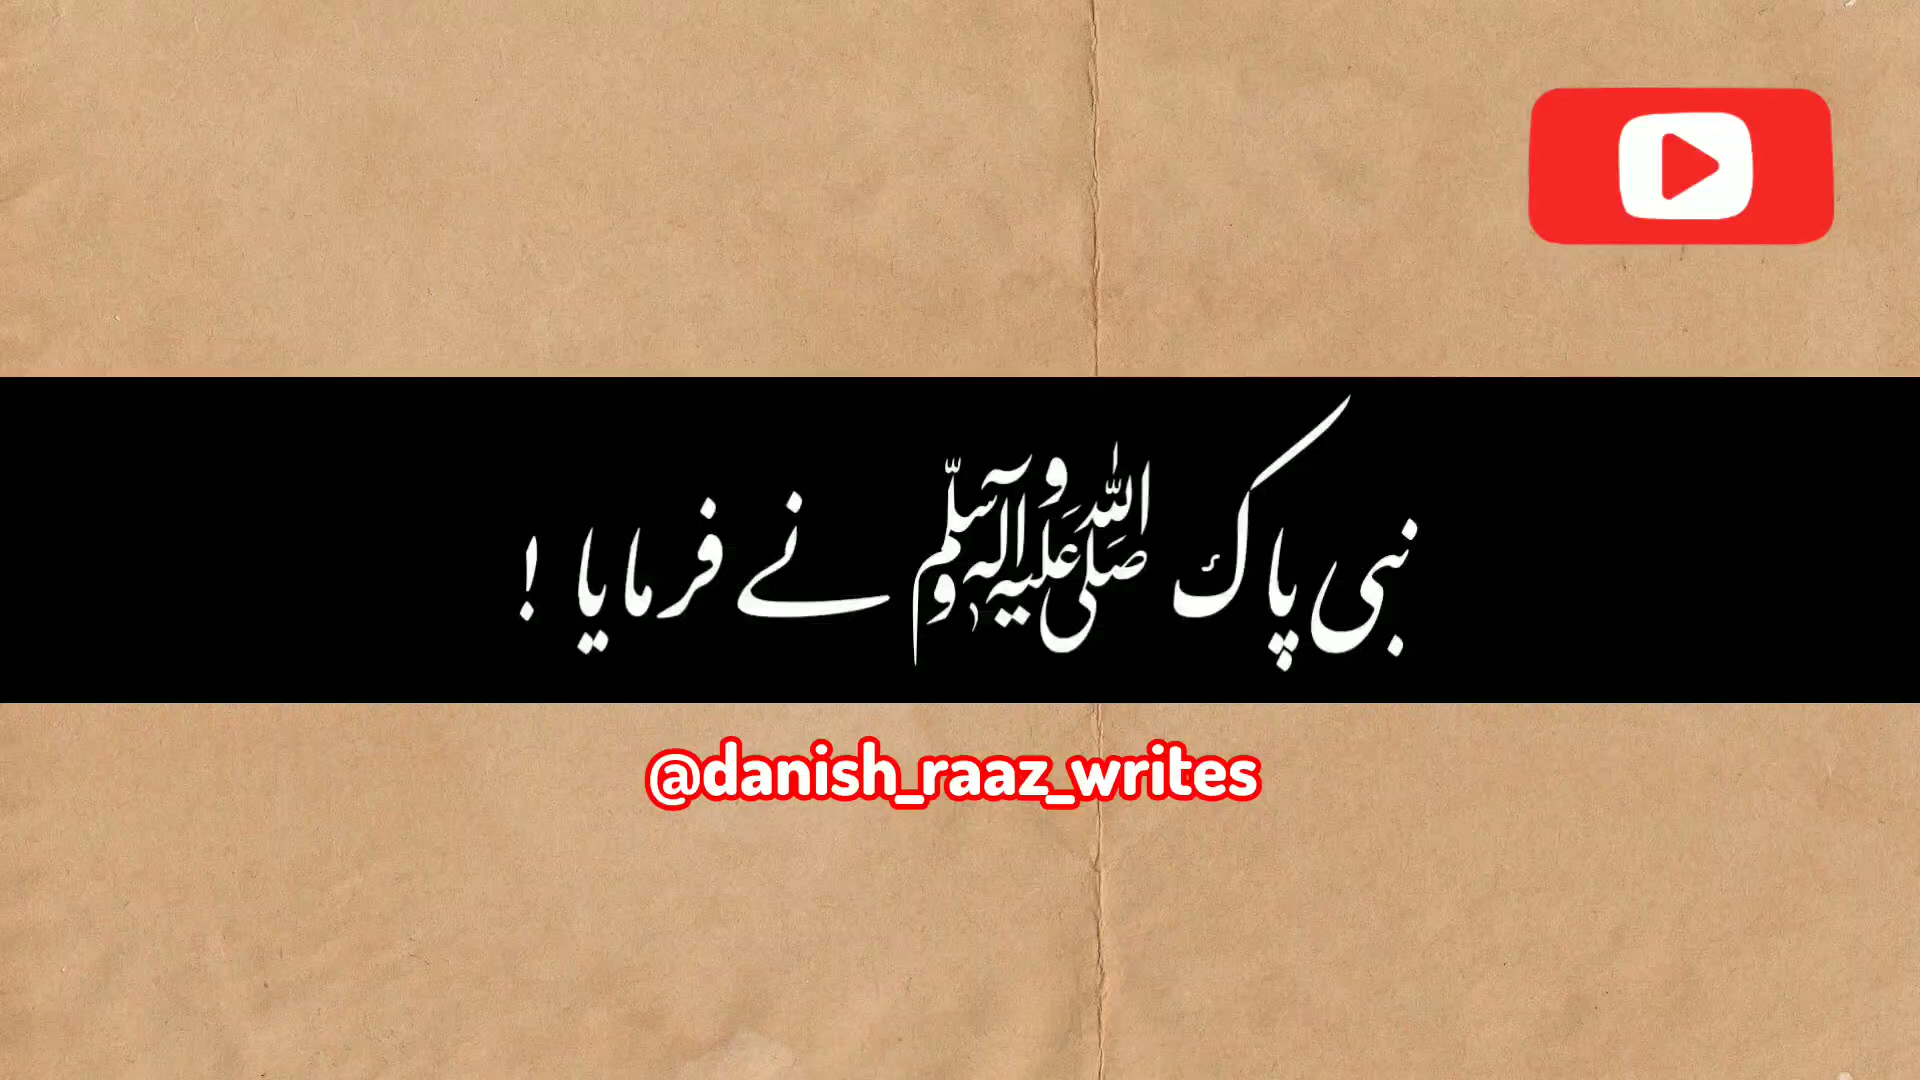 نبی پاک صلی اللہ علیہ وآلہ وسلم نے فرمایا !
@danish_raaz_writes